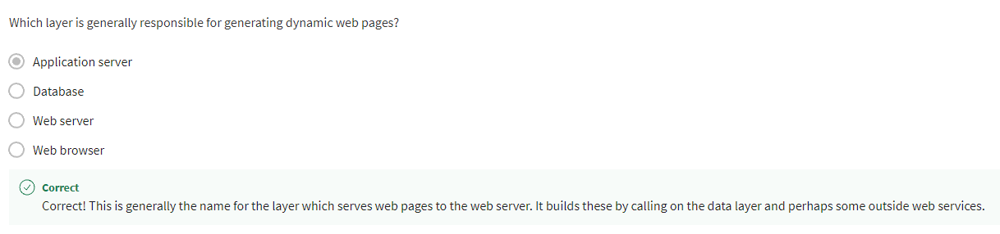 Which layer is generally responsible for generating dynamic web pages?
Application server
Database
Web server
Web browser
Correct
Correct! This is generally the name for the layer which serves web pages to the web server. It builds these by calling on the data layer and perhaps some outside web services.